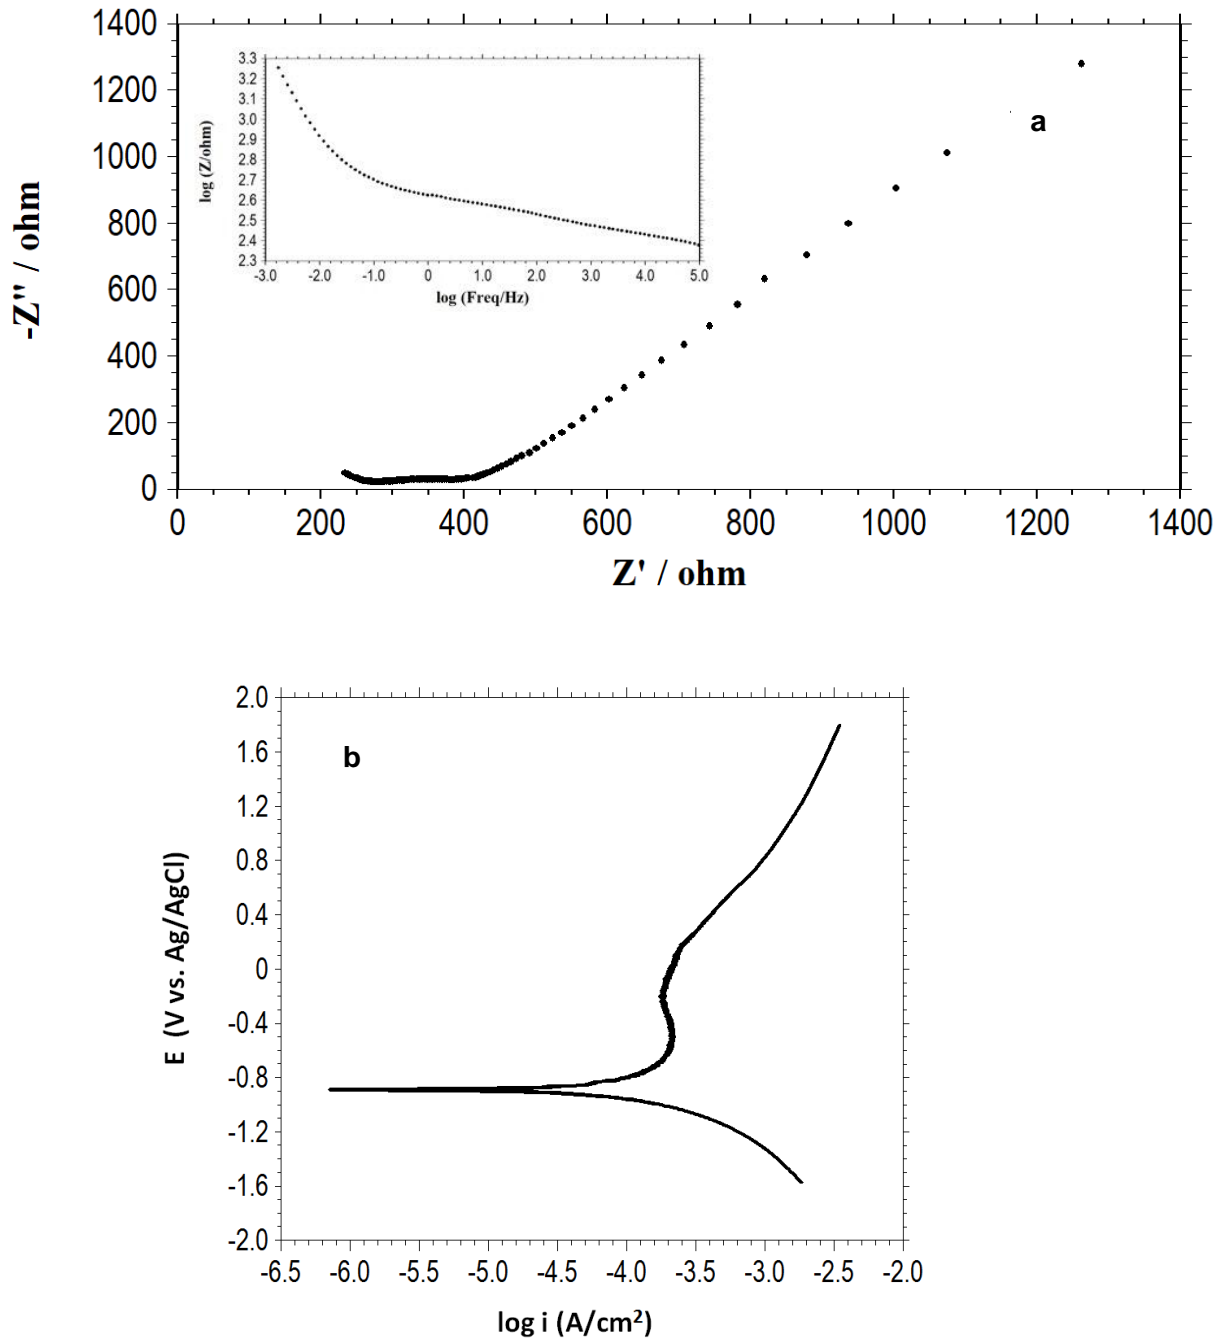 1400
1200
1000
800
600
400
200
0
-Z" / ohm
a
3.3
3.2
3.1
3.0
2.9
2.8
2.7
2.6
2.5
2.4
2.3
log (Z/ohm)
-3.0 -2.0 -1.0 0 1.0 2.0 3.0 4.0 5.0
log (Freq/Hz)
0 200 400 600 800 1000 1200 1400
Z' / ohm
b
2.0
1.6
1.2
0.8
0.4
0
-0.4
-0.8
-1.2
-1.6
-2.0
E (V vs. Ag/AgCl)
-6.5 -6.0 -5.5 -5.0 -4.5 -4.0 -3.5 -3.0 -2.5 -2.0
log i (A/cm²)